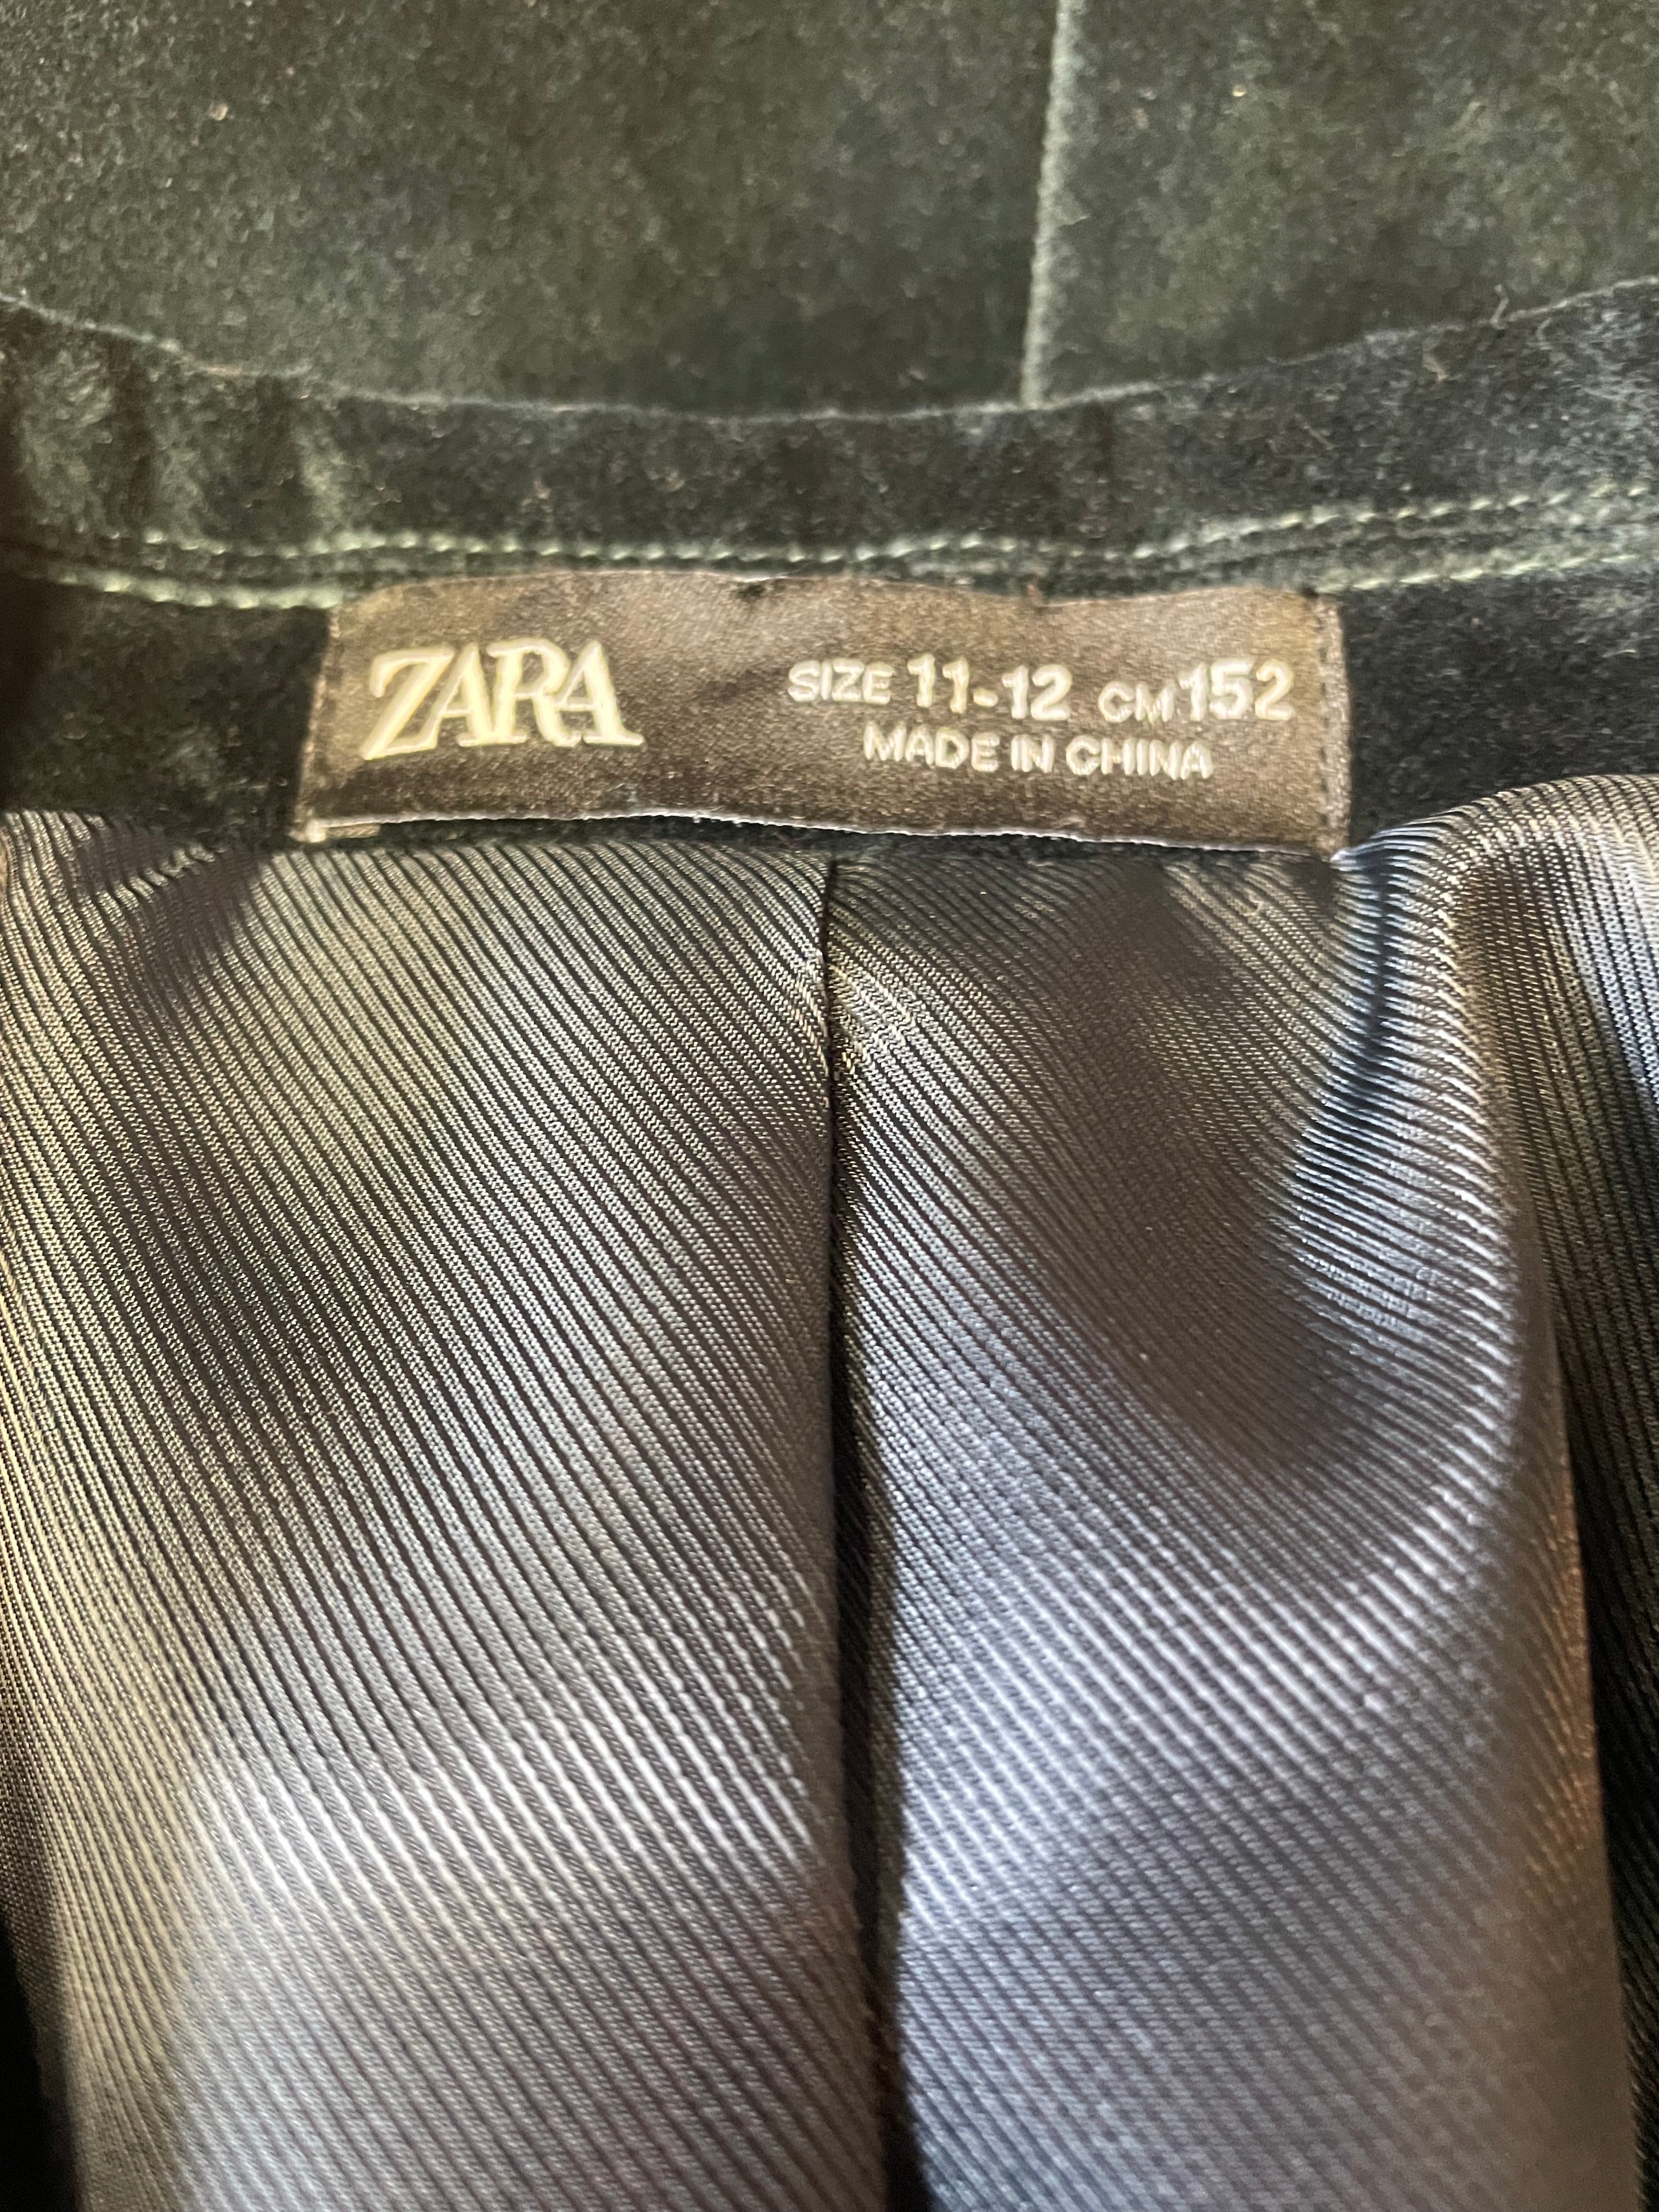 ZARA
SIZE 11-12 CM 152
MADE IN CHINA